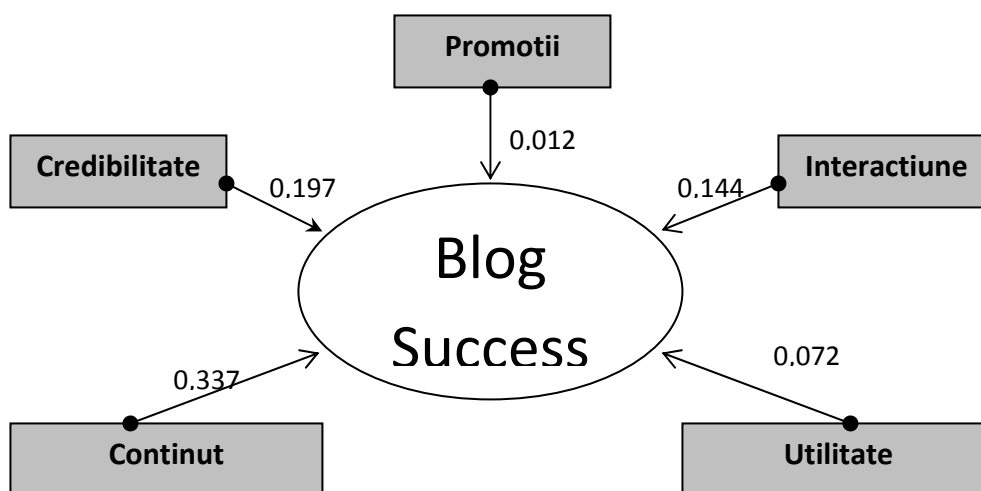 Promotii
0,012
Credibilitate
0,197
Interactiune
0,144
Blog
Success
0,337
Continut
0,072
Utilitate